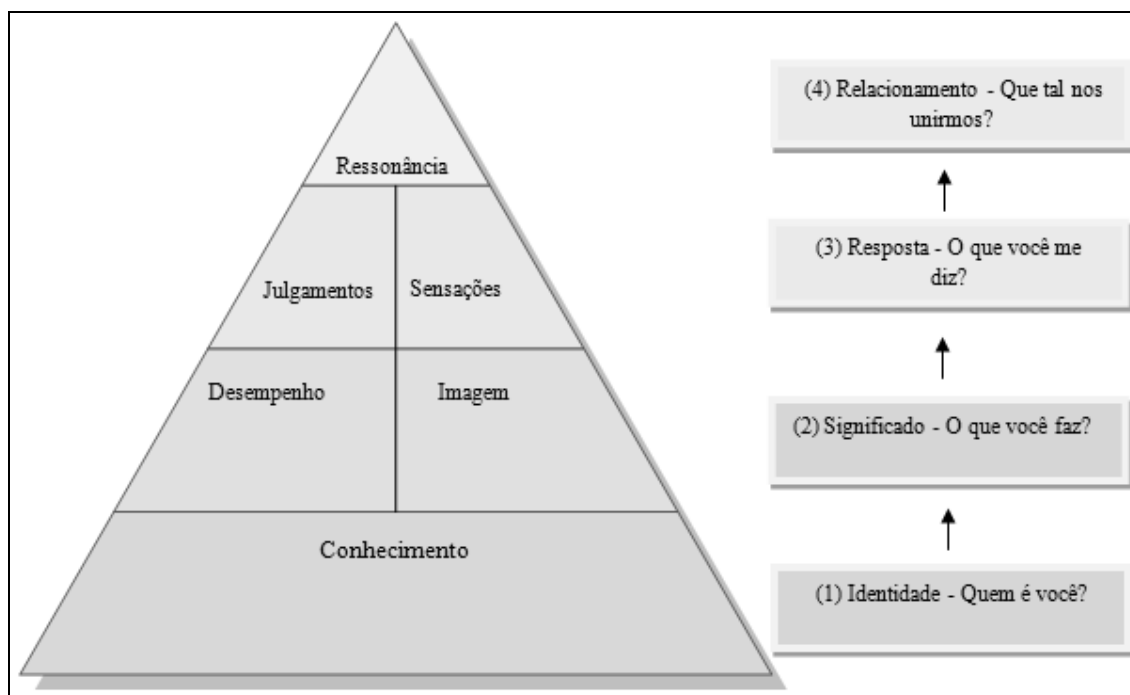 Ressonância
Julgamentos
Sensações
Desempenho
Imagem
Conhecimento
(4) Relacionamento - Que tal nos
unirmos?
(3) Resposta - O que você me
diz?
(2) Significado - O que você faz?
(1) Identidade - Quem é você?